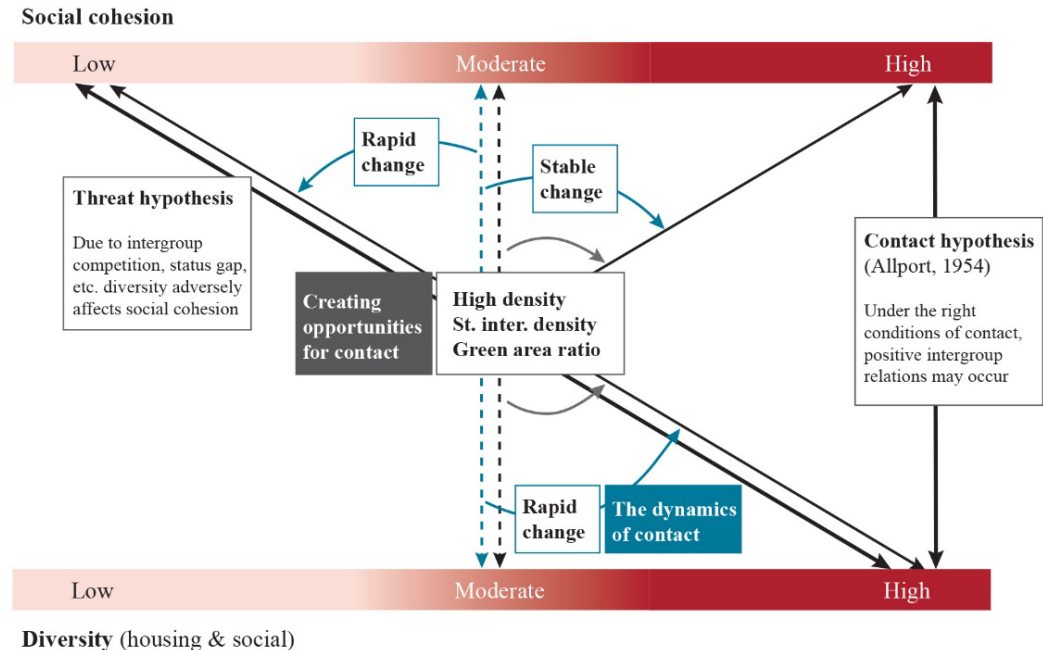 Social cohesion
Low
Moderate
High
Rapid
change
Stable
change
Threat hypothesis
Due to intergroup
competition, status gap,
etc. diversity adversely
affects social cohesion
Contact hypothesis
(Allport, 1954)
Under the right
conditions of contact,
positive intergroup
relations may occur
Creating
opportunities
for contact
High density
St. inter. density
Green area ratio
Rapid
change
The dynamics
of contact
Low
Moderate
High
Diversity (housing & social)